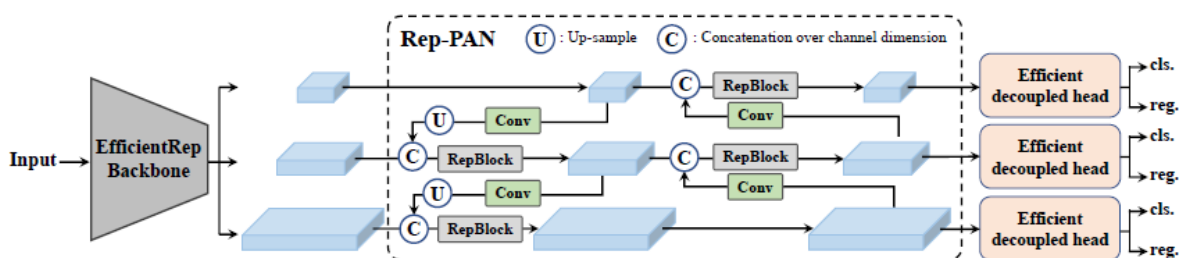 Rep-PAN U : Up-sample C : Concatenation over channel dimension
C RepBlock
Efficient
decoupled head
cls.
reg.
U Conv
Conv
Input
EfficientRep
Backbone
C RepBlock
C RepBlock
Efficient
decoupled head
cls.
reg.
U Conv
Conv
C RepBlock
Efficient
decoupled head
cls.
reg.